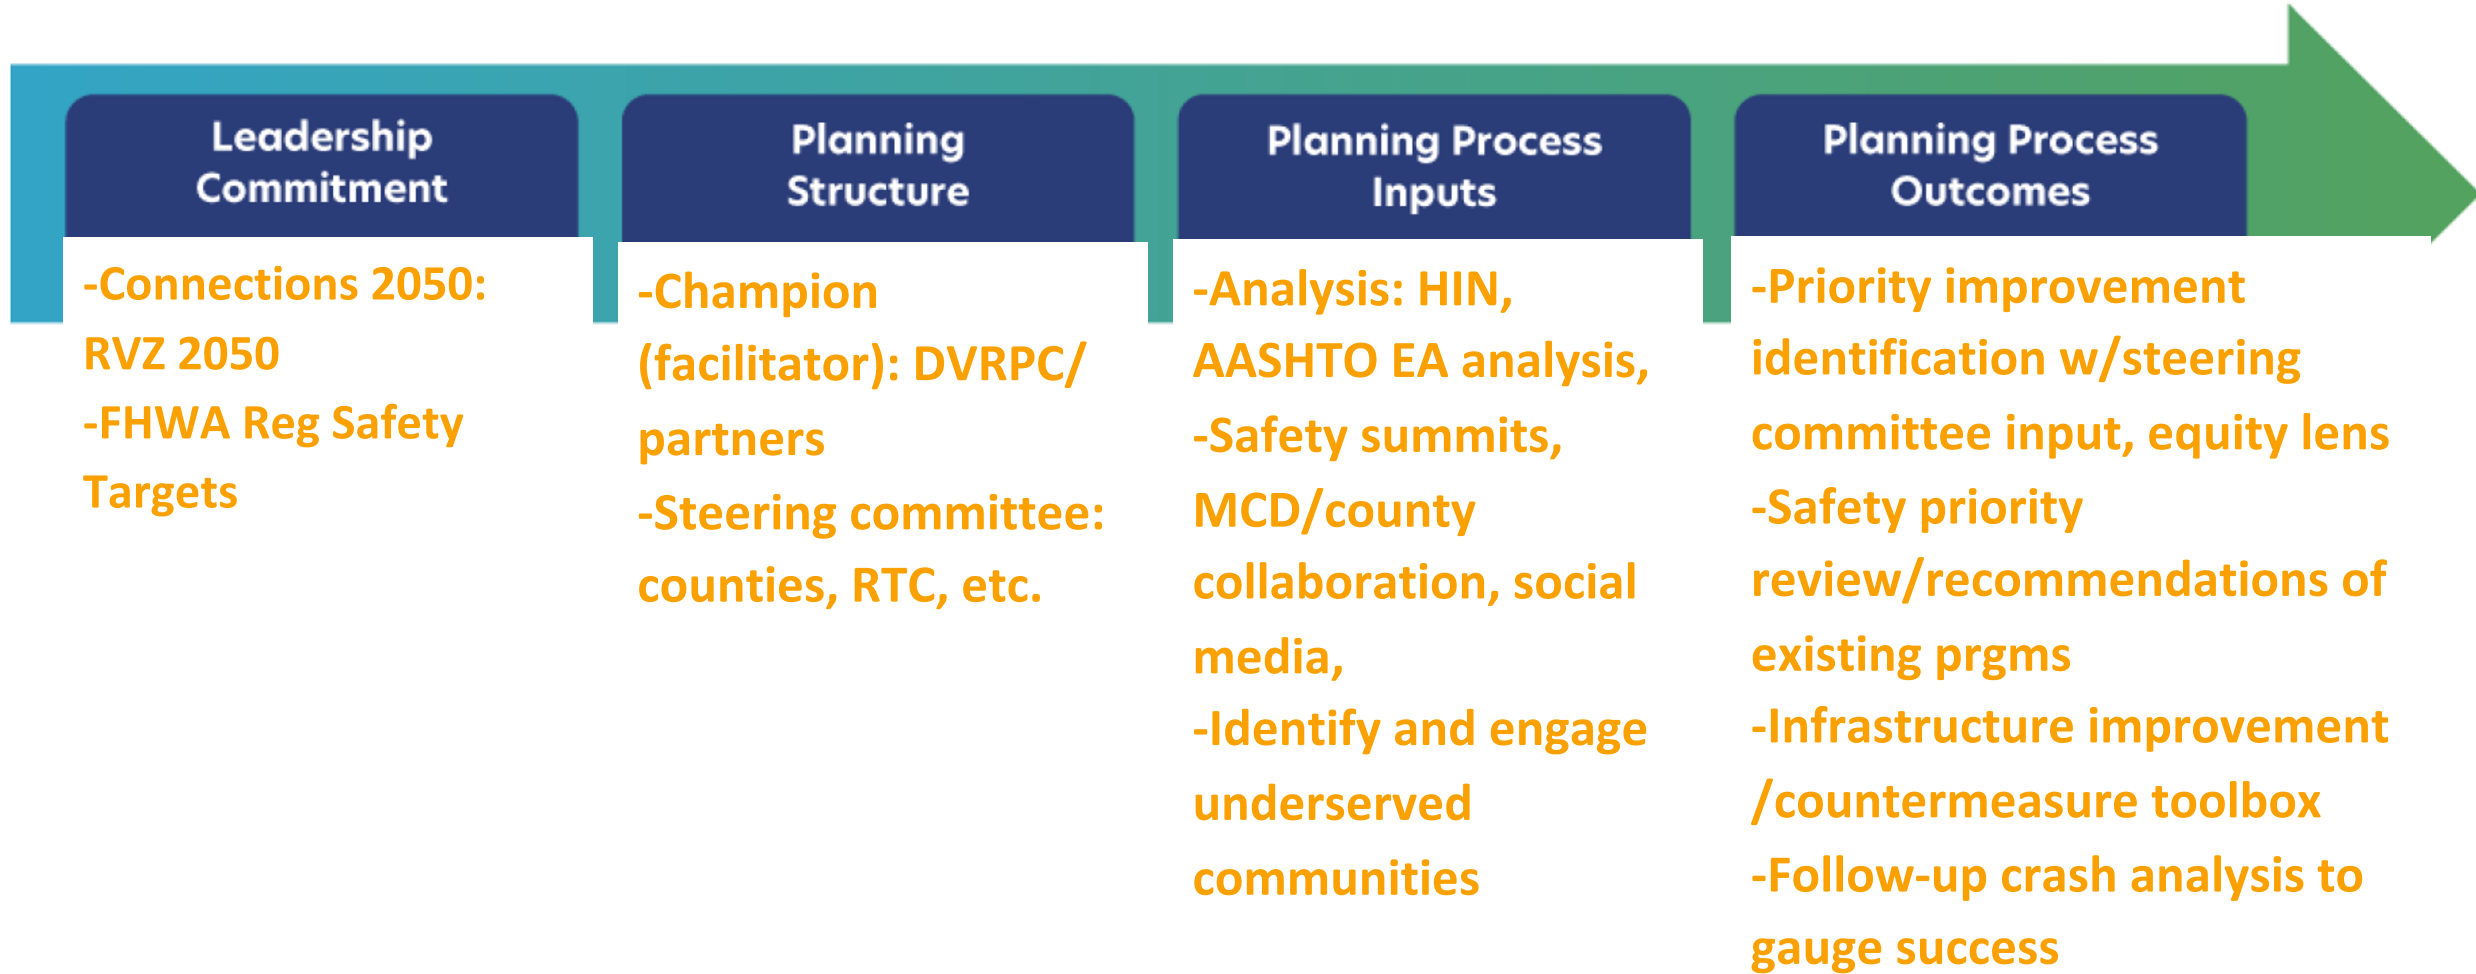 Leadership
Commitment
-Connections 2050:
RVZ 2050
-FHWA Reg Safety
Targets
Planning
Structure
-Champion
(facilitator): DVRPC/
partners
-Steering committee:
counties, RTC, etc.
Planning Process
Inputs
-Analysis: HIN,
AASHTO EA analysis,
-Safety summits,
MCD/county
collaboration, social
media,
-Identify and engage
underserved
communities
Planning Process
Outcomes
-Priority improvement
identification w/steering
committee input, equity lens
-Safety priority
review/recommendations of
existing prgms
-Infrastructure improvement
/countermeasure toolbox
-Follow-up crash analysis to
gauge success